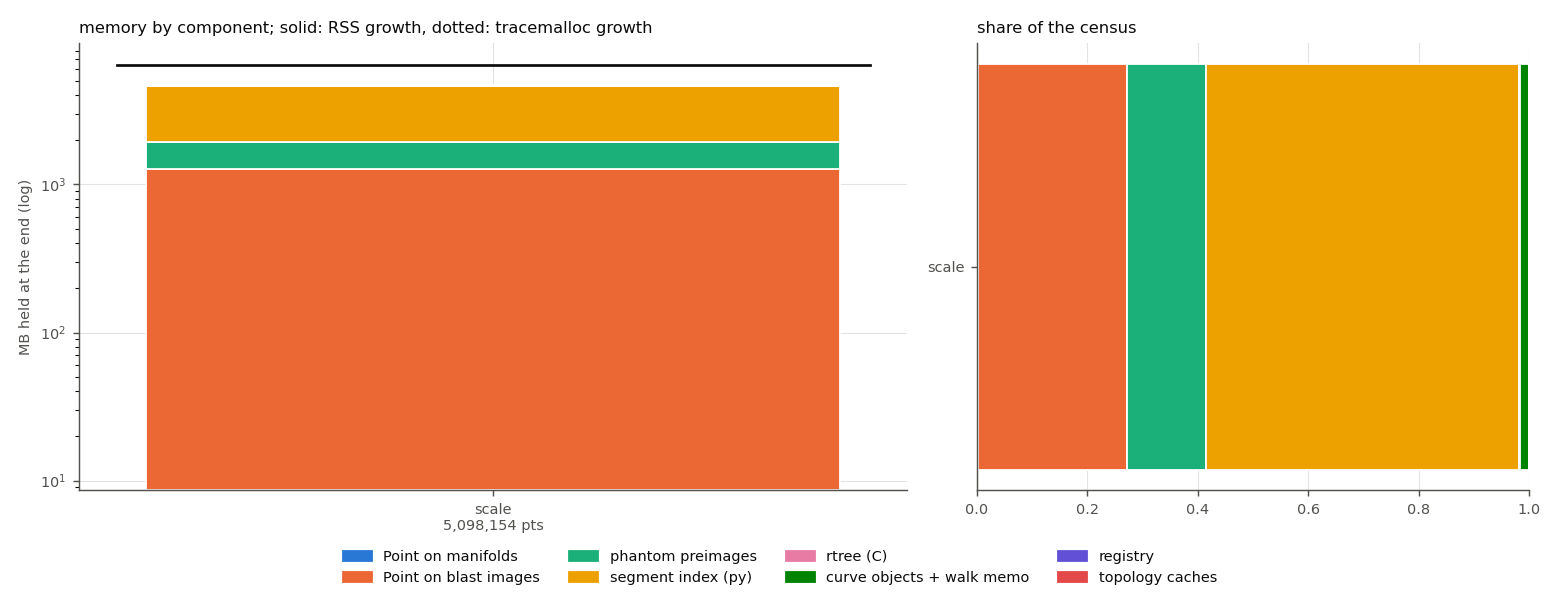 memory by component; solid: RSS growth, dotted: tracemalloc growth
MB held at the end (log)
10³
10²
10¹
scale
5,098,154 pts
share of the census
scale
0.0 0.2 0.4 0.6 0.8 1.0
Point on manifolds phantom preimages rtree (C) registry
Point on blast images segment index (py) curve objects + walk memo topology caches